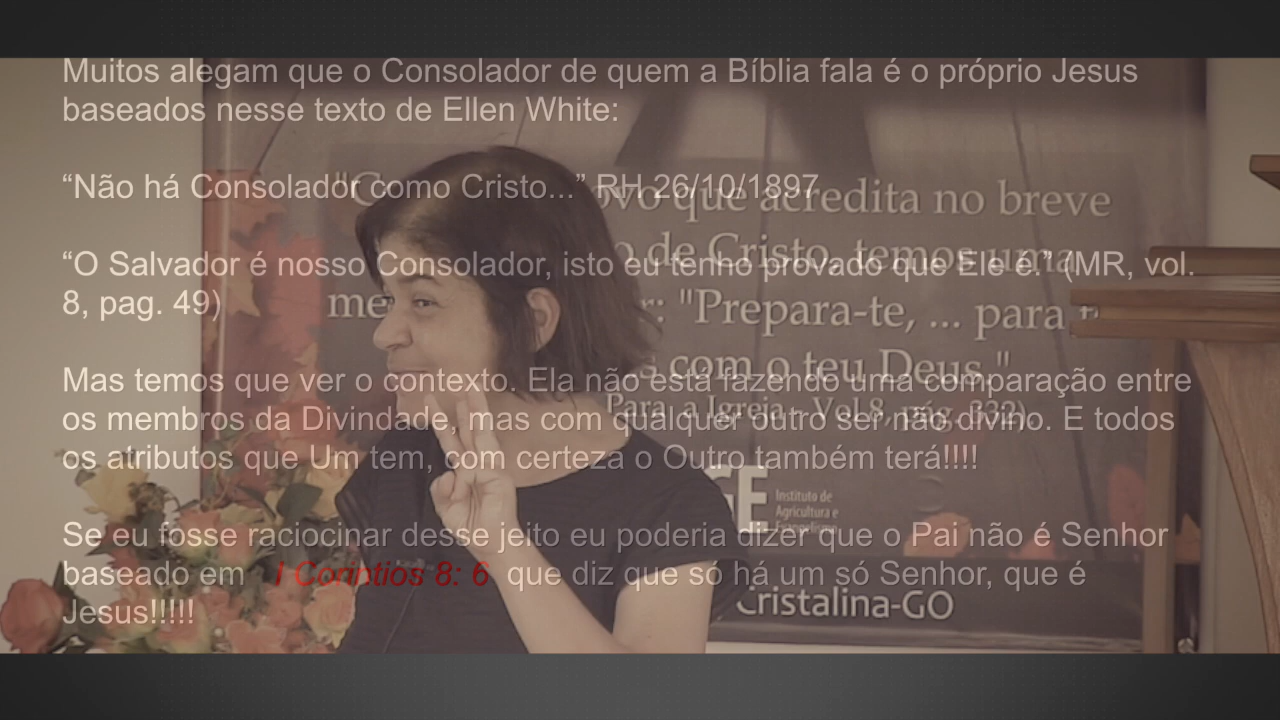 Muitos alegam que o Consolador de quem a Bíblia fala é o próprio Jesus
baseados nesse texto de Ellen White:
“Não há Consolador como Cristo...” RH 26/10/1897
“O Salvador é nosso Consolador, isto eu tenho provado que Ele é.” (MR, vol.
8, pag. 49)
Mas temos que ver o contexto. Ela não está fazendo uma comparação entre
os membros da Divindade, mas com qualquer outro ser não divino. E todos
os atributos que Um tem, com certeza o Outro também terá!!!!
Se eu fosse raciocinar desse jeito eu poderia dizer que o Pai não é Senhor
baseado em I Coríntios 8: 6 que diz que só há um só Senhor, que é
Jesus!!!!!
ovo que acredita no breve
o de Cristo, temos uma
me : "Prepara-te, ... para
s com o teu Deus."
Para a Igreja - Vol 8, pág. 332)
GE
Instituto de
Agricultura e
Evangelismo
Cristalina-GO